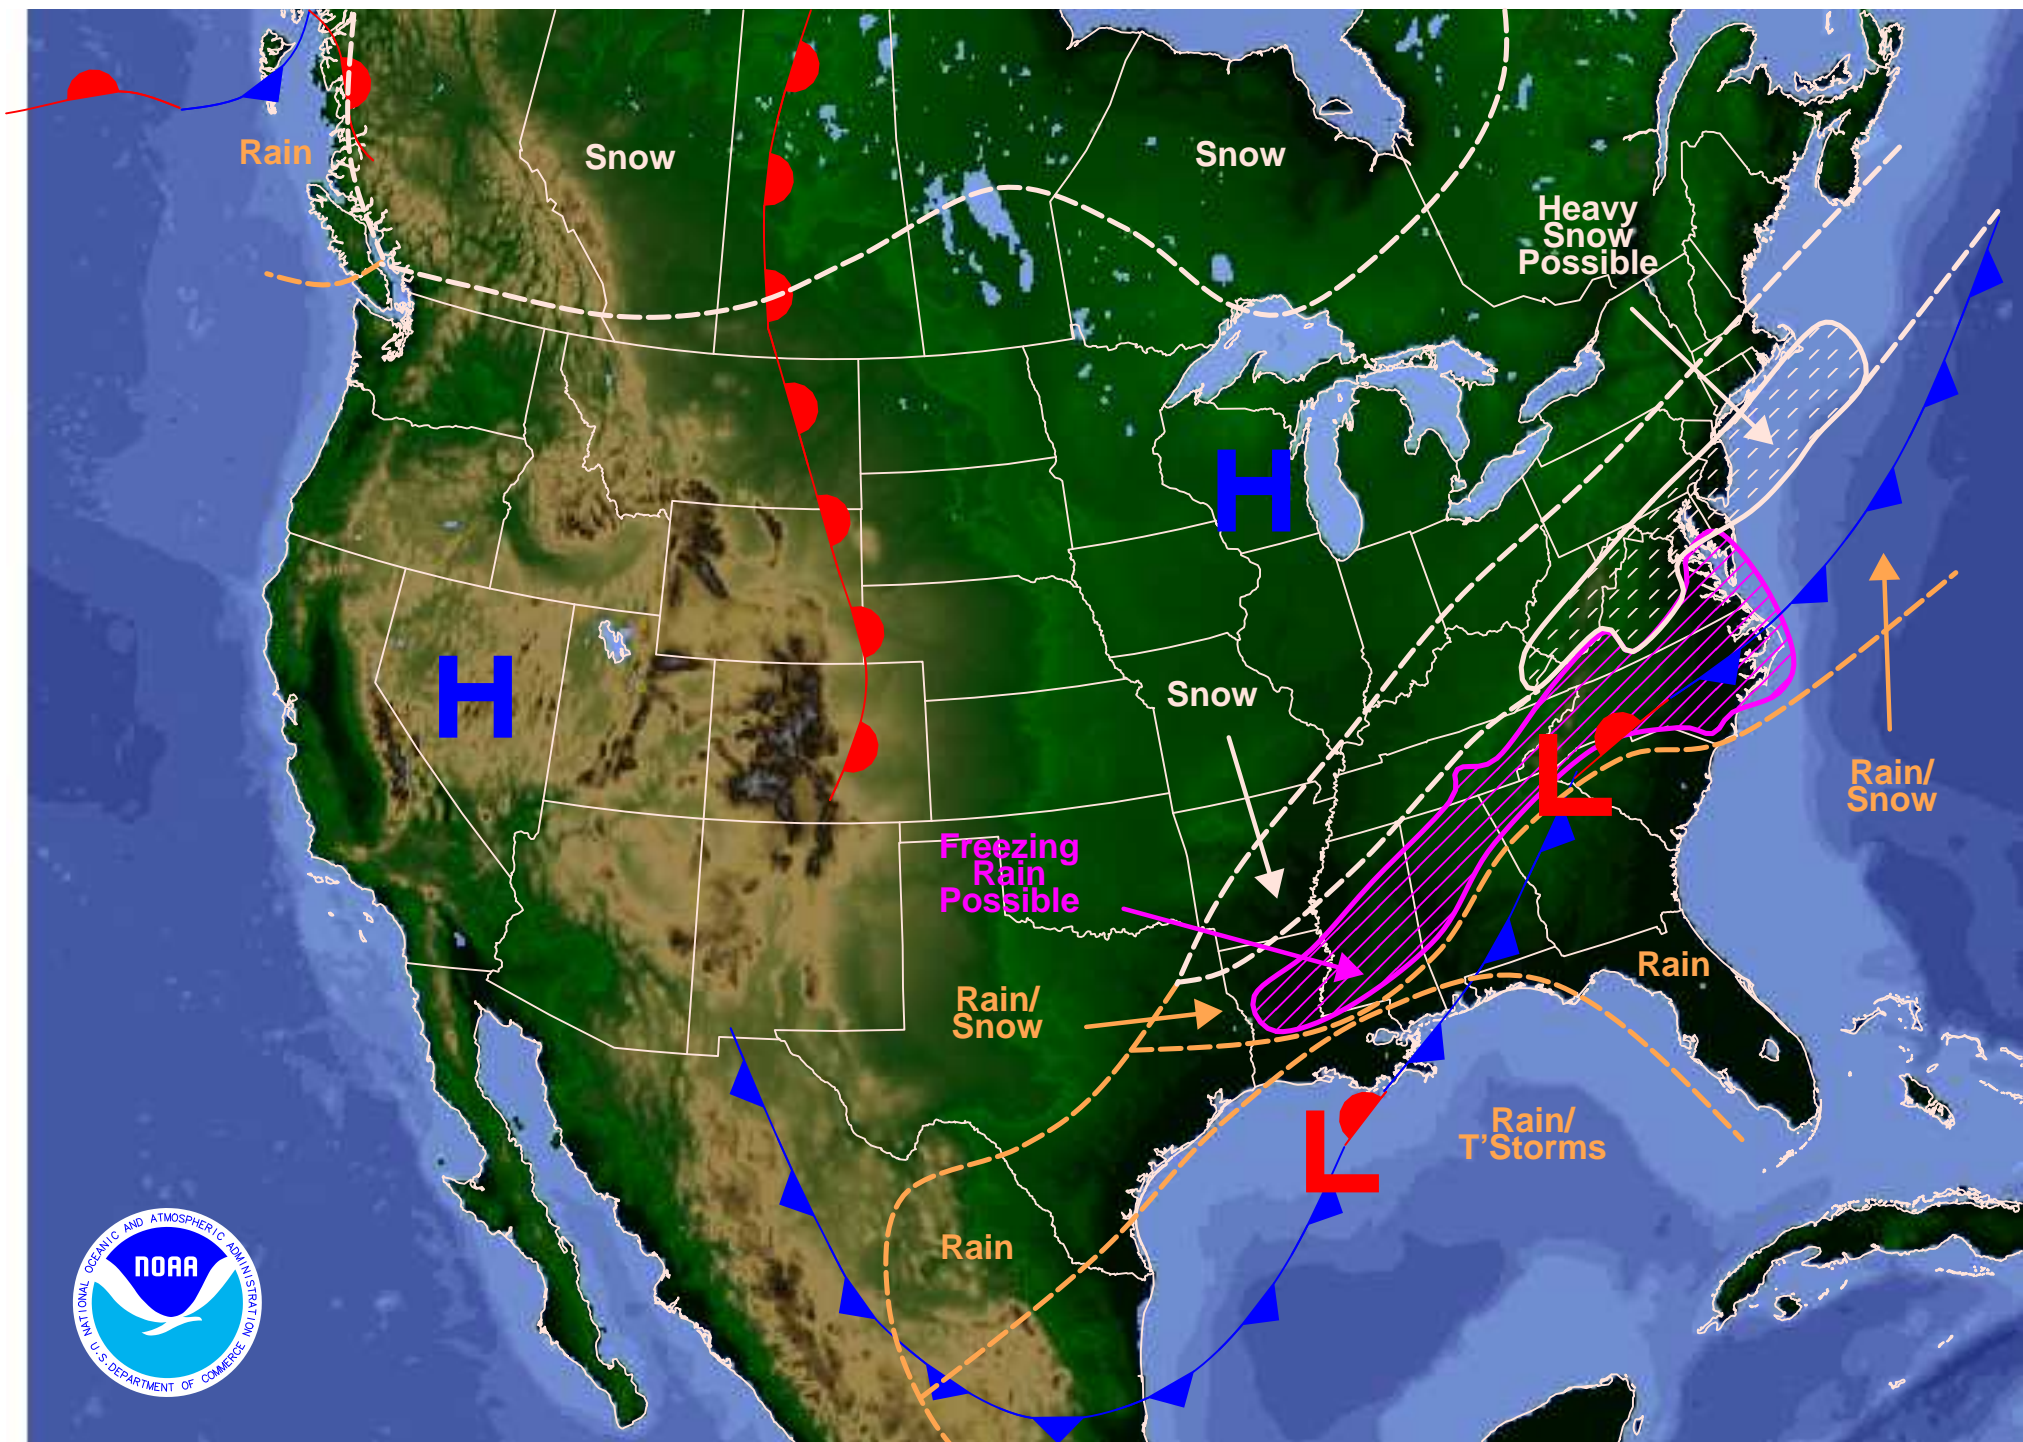 Rain
Snow
Snow
Heavy
Snow
Possible
H
H
Snow
Rain/
Snow
L
Freezing
Rain
Possible
Rain
Rain/
Snow
L
Rain/
T'Storms
Rain
NATIONAL OCEANIC AND ATMOSPHERIC ADMINISTRATION
NOAA
U.S. DEPARTMENT OF COMMERCE